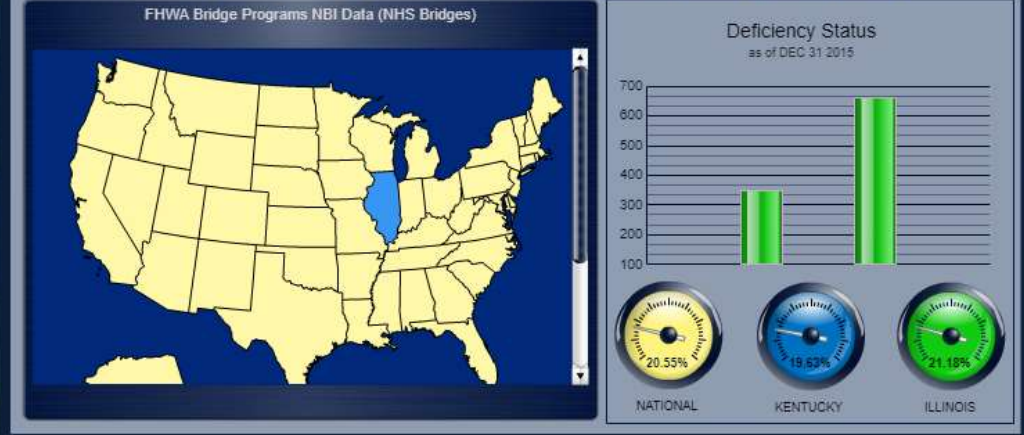 FHWA Bridge Programs NBI Data (NHS Bridges)
Deficiency Status
as of DEC 31 2015
700
600
500
400
300
200
100
20.55%
19.63%
21.18%
NATIONAL
KENTUCKY
ILLINOIS